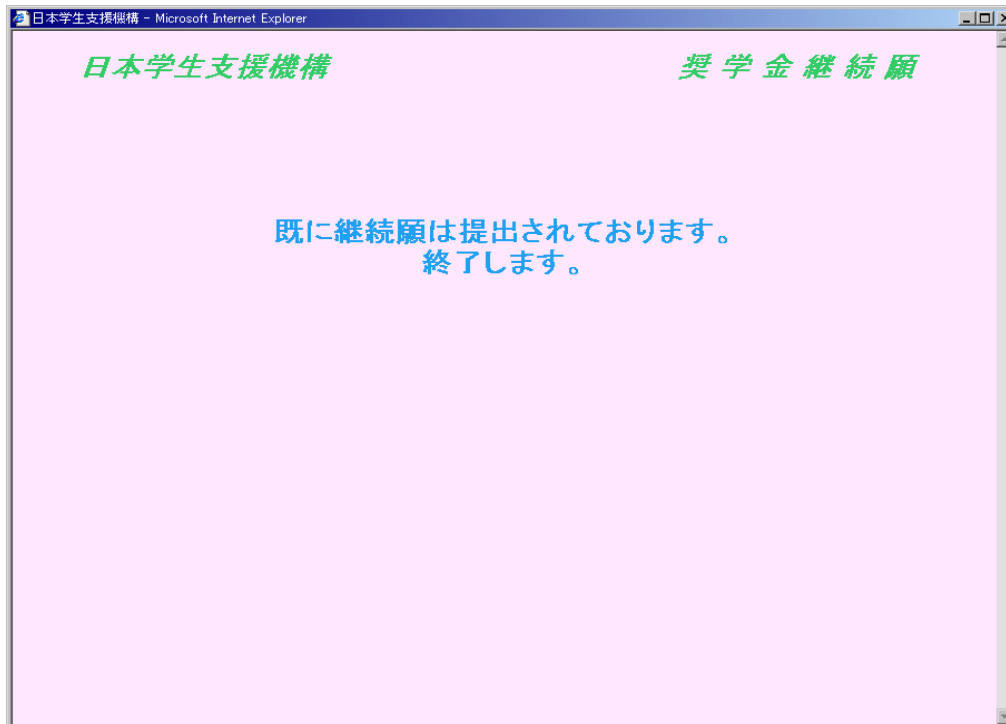 日本学生支援機構 - Microsoft Internet Explorer
日本学生支援機構
奨学金継続願
既に継続願は提出されております。
終了します。